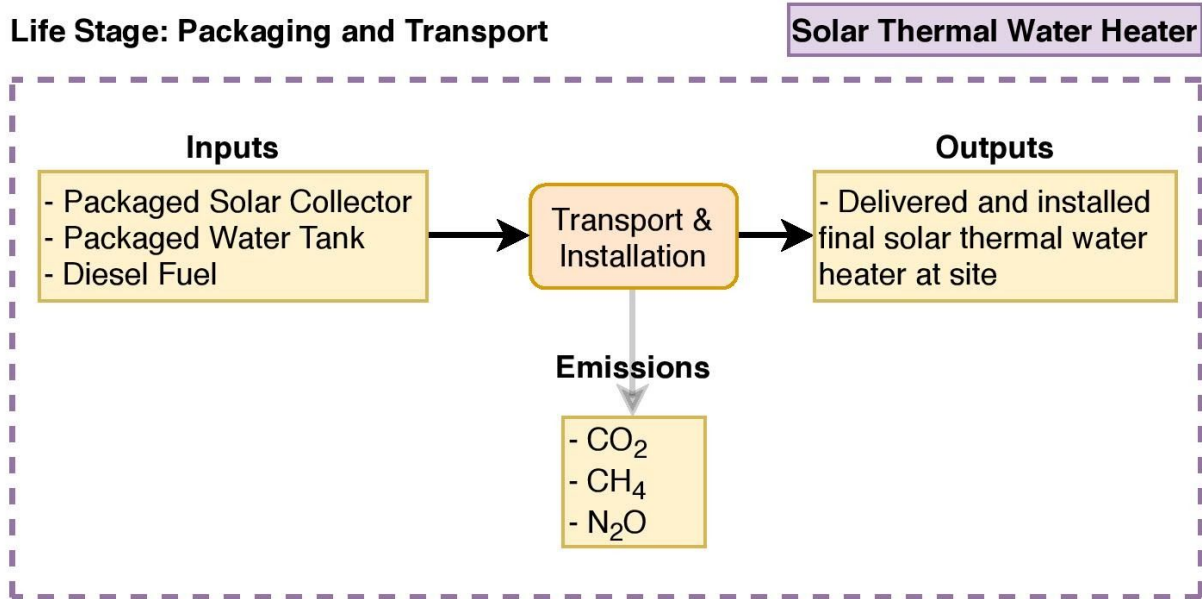 Life Stage: Packaging and Transport
Solar Thermal Water Heater
Inputs
- Packaged Solar Collector
- Packaged Water Tank
- Diesel Fuel
Transport &
Installation
Outputs
- Delivered and installed
final solar thermal water
heater at site
Emissions
- CO₂
- CH₄
- N₂O